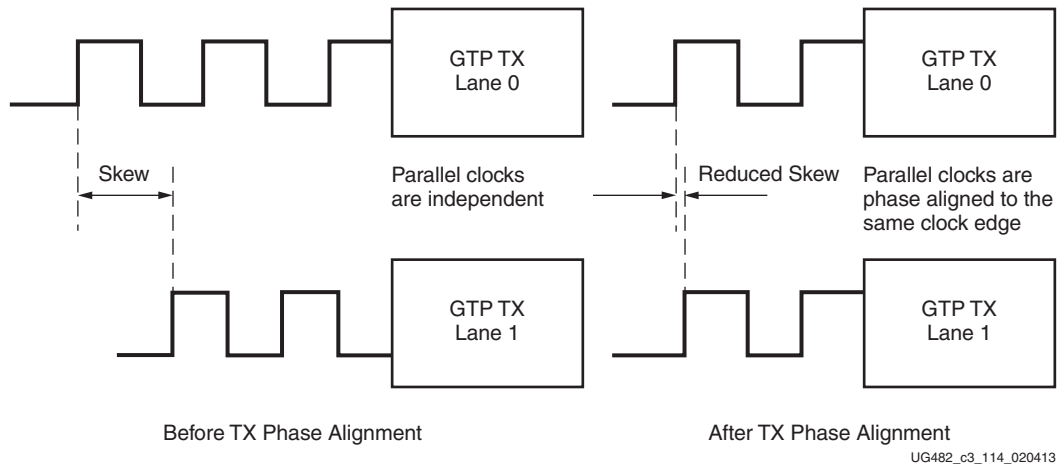 GTP TX
Lane 0
GTP TX
Lane 0
Skew
Parallel clocks
are independent
Reduced Skew
Parallel clocks are
phase aligned to the
same clock edge
GTP TX
Lane 1
GTP TX
Lane 1
Before TX Phase Alignment
After TX Phase Alignment
UG482_c3_114_020413